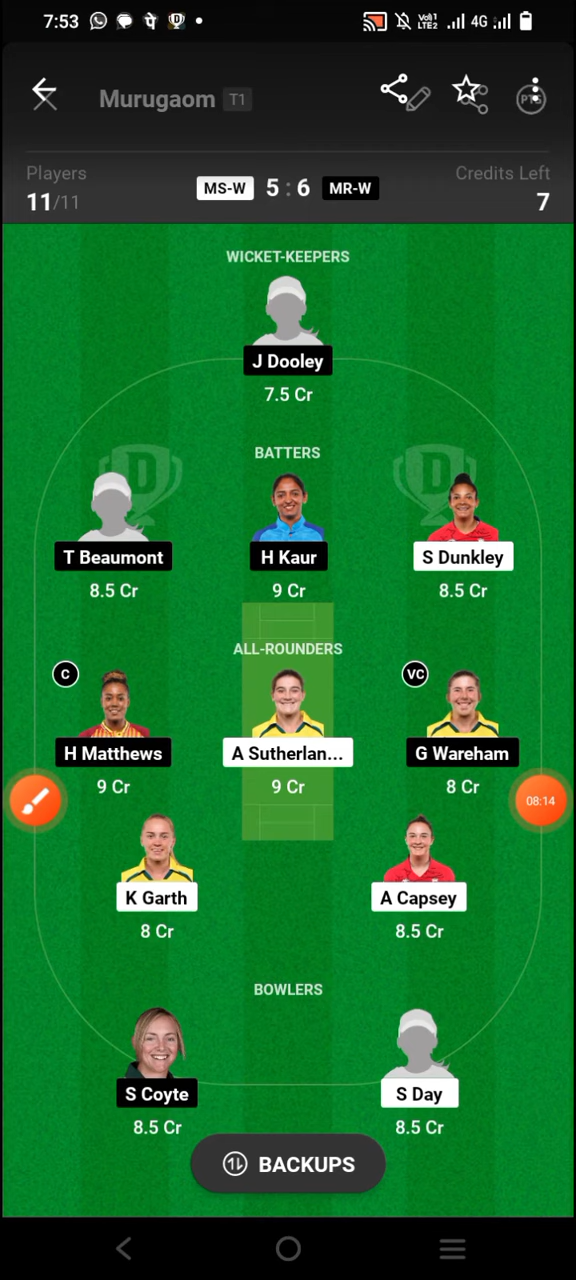 7:53
Vo1)
LTE2
4G
Murugaom T1
PTS
Players
Credits Left
11/11
MS-W 5 : 6 MR-W
7
WICKET-KEEPERS
J Dooley
7.5 Cr
BATTERS
T Beaumont H Kaur S Dunkley
8.5 Cr 9 Cr 8.5 Cr
ALL-ROUNDERS
C VC
H Matthews A Sutherlan... G Wareham
9 Cr 9 Cr 8 Cr
08:14
K Garth A Capsey
8 Cr 8.5 Cr
BOWLERS
S Coyte S Day
8.5 Cr 8.5 Cr
BACKUPS